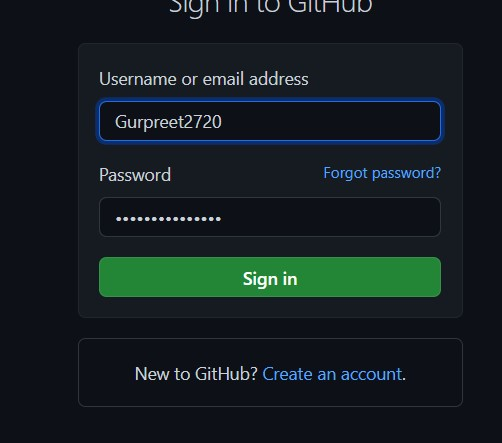 Sign in to GitHub
Username or email address
Gurpreet2720
Password Forgot password?
•••••••••••••••
Sign in
New to GitHub? Create an account.